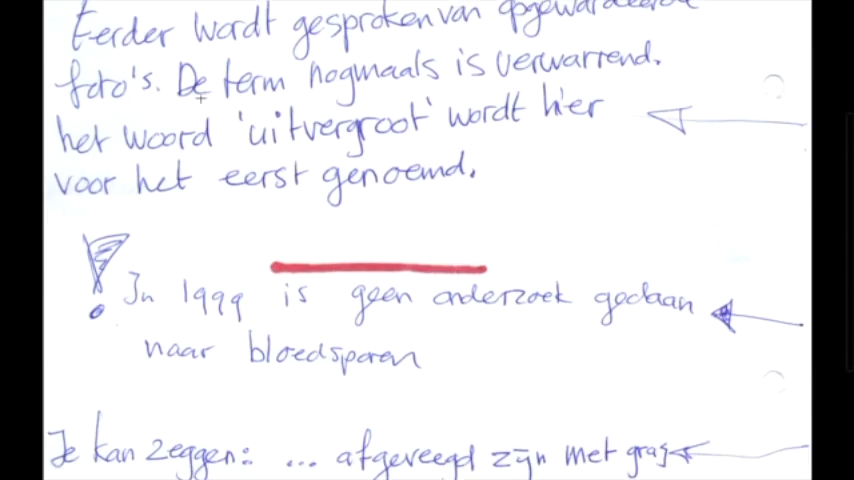 Eerder wordt gesproken van opgewaardeerde
foto's. De term nogmaals is verwarrend.
het woord 'uitvergroot' wordt hier
voor het eerst genoemd.
In 1999 is geen onderzoek gedaan
naar bloedsporen
Je kan zeggen: ... afgeveegd zijn met gras